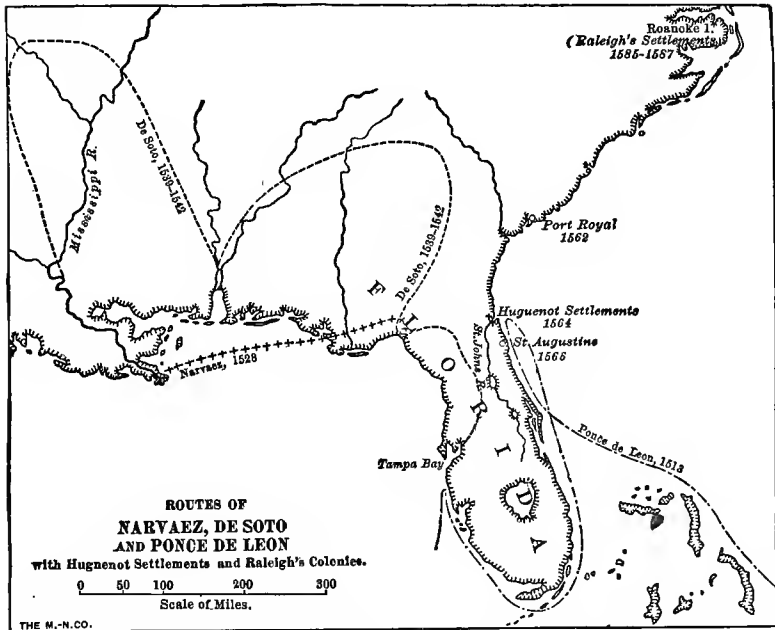 Roanoke I.
(Raleigh's Settlements
1585-1587
De Soto, 1539-1542
Mississippi R.
Port Royal
1562
De Soto, 1539-1542
FLORIDA
Huguenot Settlements
1564
St. Augustine
1565
St. Johns R.
Narvaez, 1528
Ponce de Leon, 1513
Tampa Bay
ROUTES OF
NARVAEZ, DE SOTO
AND PONCE DE LEON
with Hugnenot Settlements and Raleigh's Colonies.
0 50 100 200 300
Scale of Miles.
THE M.-N.CO.